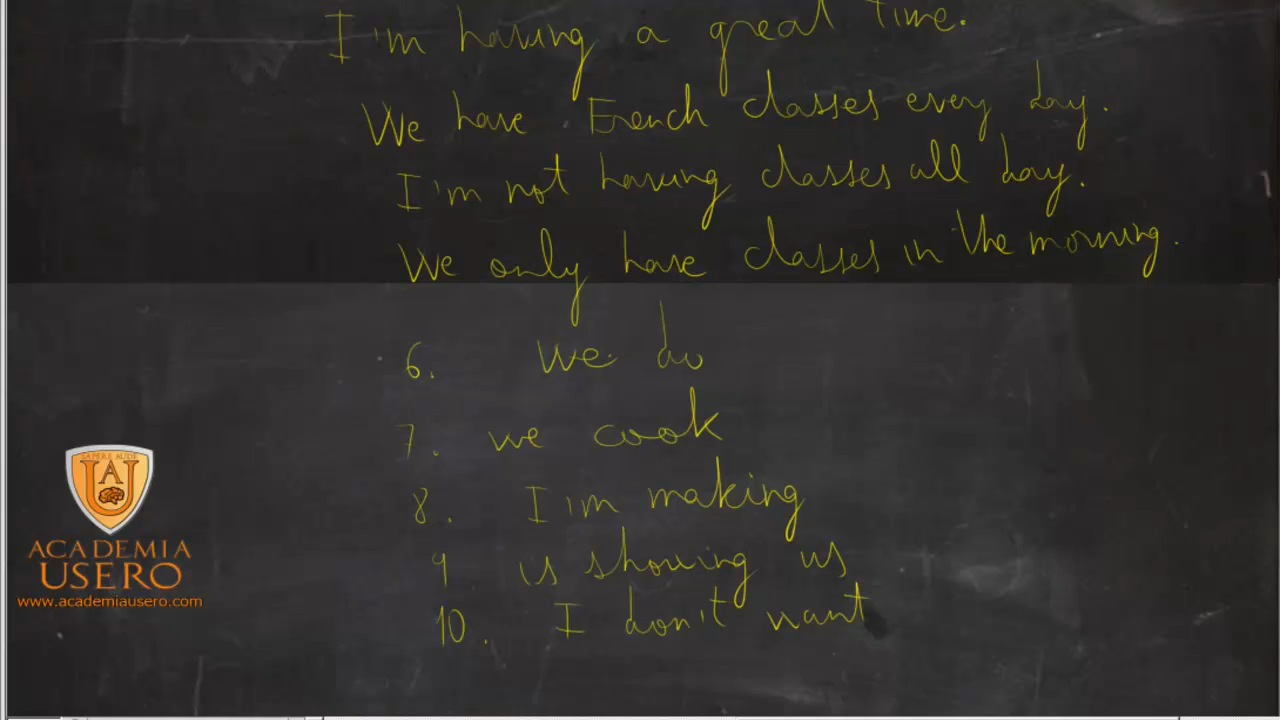 I'm having a great time.
We have French classes every day.
I'm not having classes all day.
We only have classes in the morning.
6. We do
7. we cook
8. I'm making
9 is showing us
10. I don't want
SAPERE AUDE
UA
ACADEMIA
USERO
www.academiausero.com